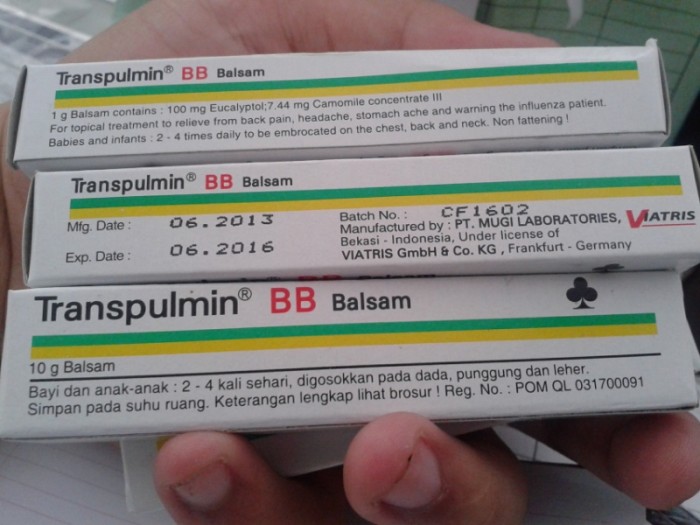 Transpulmin® BB Balsam
1 g Balsam contains : 100 mg Eucalyptol;7.44 mg Camomile concentrate III
For topical treatment to relieve from back pain, headache, stomach ache and warning the influenza patient.
Babies and infants : 2 - 4 times daily to be embrocated on the chest, back and neck. Non fattening !
Transpulmin® BB Balsam
Mfg. Date : 06.2013
Exp. Date : 06.2016
Batch No. : CF1602
Manufactured by : PT. MUGI LABORATORIES,
Bekasi - Indonesia, Under license of
VIATRIS GmbH & Co. KG , Frankfurt - Germany
VIATRIS
Transpulmin® BB Balsam
Transpulmin® BB Balsam
10 g Balsam
Bayi dan anak-anak : 2 - 4 kali sehari, digosokkan pada dada, punggung dan leher.
Simpan pada suhu ruang. Keterangan lengkap lihat brosur ! Reg. No. : POM QL 031700091